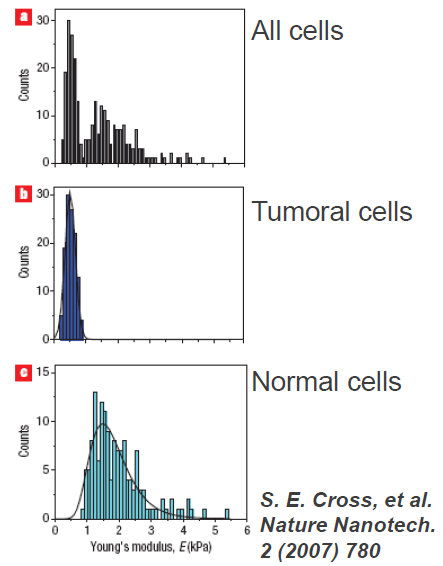 a
All cells
30
20
10
0
Counts
b
Tumoral cells
30
30
10
0
Counts
c
Normal cells
15
10
5
0
Counts
0 1 2 3 4 5 6
Young's modulus, E (kPa)
S. E. Cross, et al.
Nature Nanotech.
2 (2007) 780